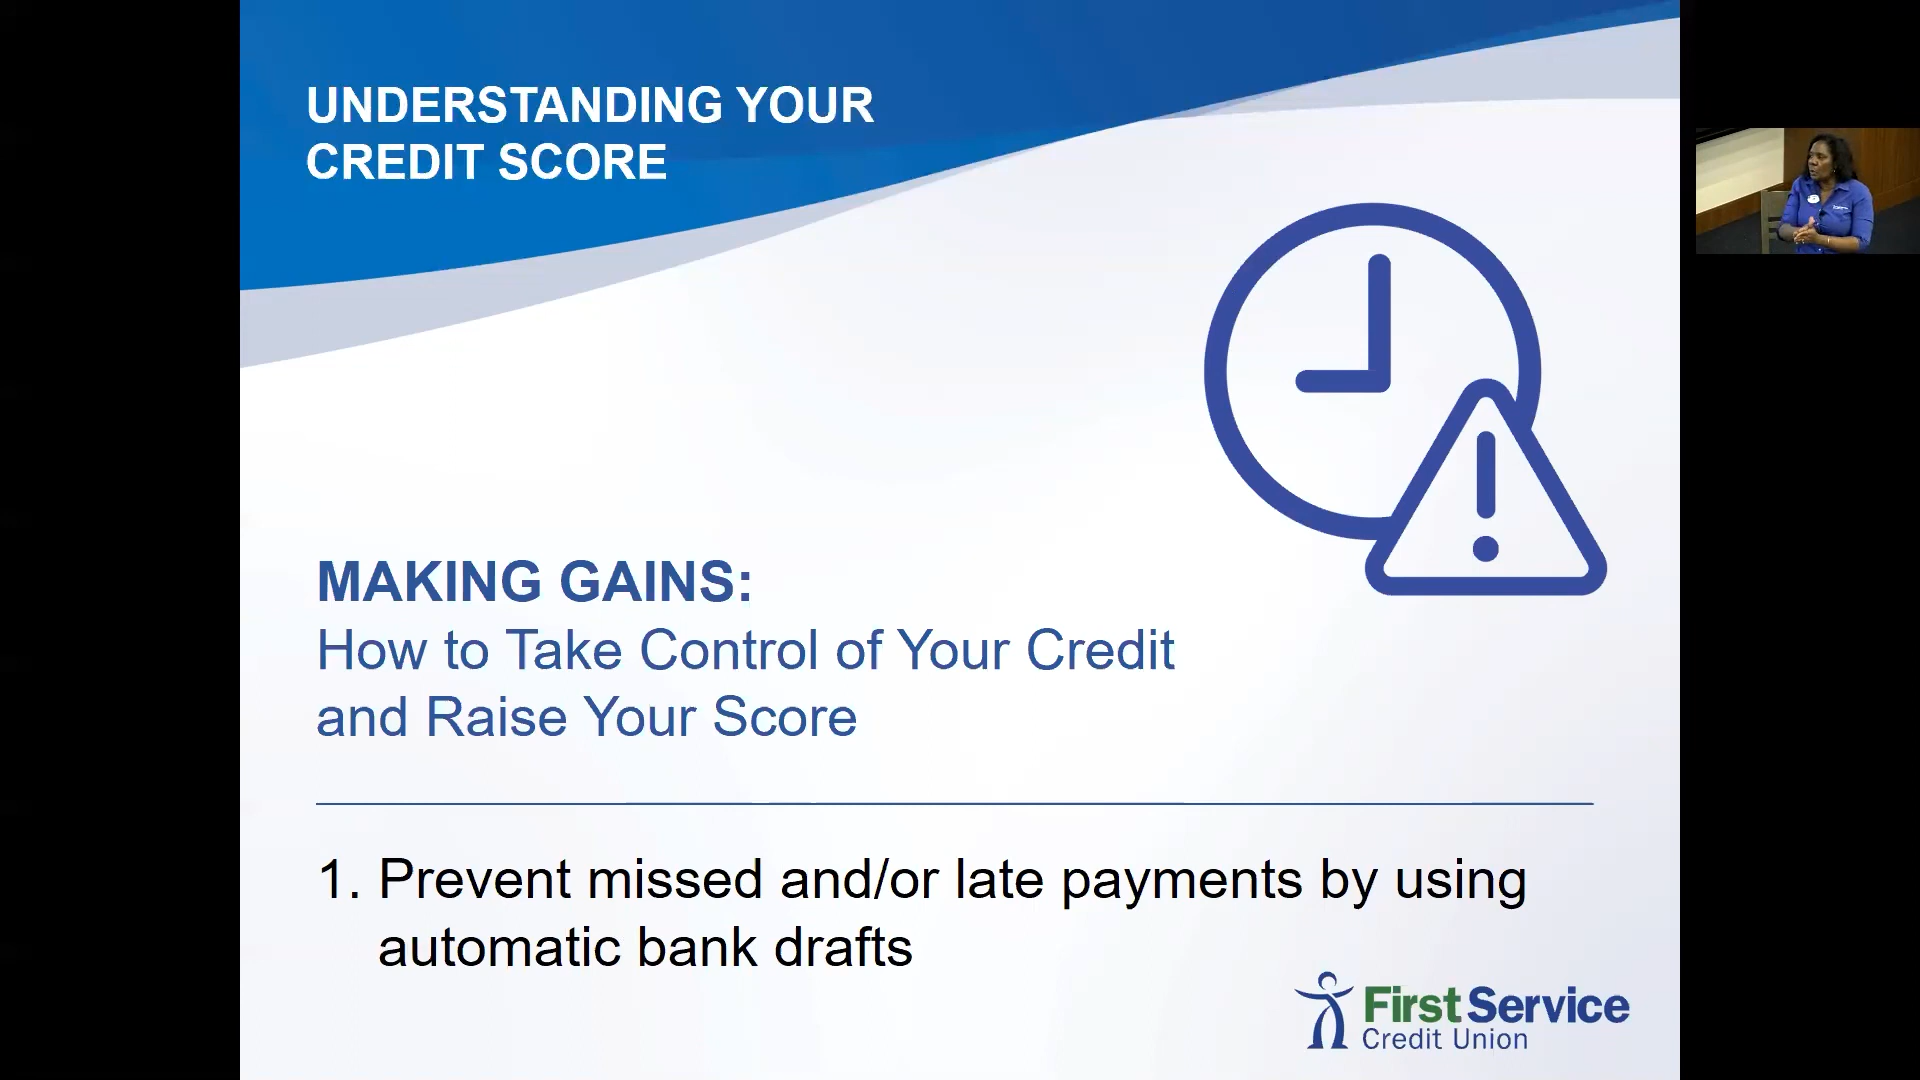 UNDERSTANDING YOUR
CREDIT SCORE
MAKING GAINS:
How to Take Control of Your Credit
and Raise Your Score
1. Prevent missed and/or late payments by using
automatic bank drafts
First Service
Credit Union